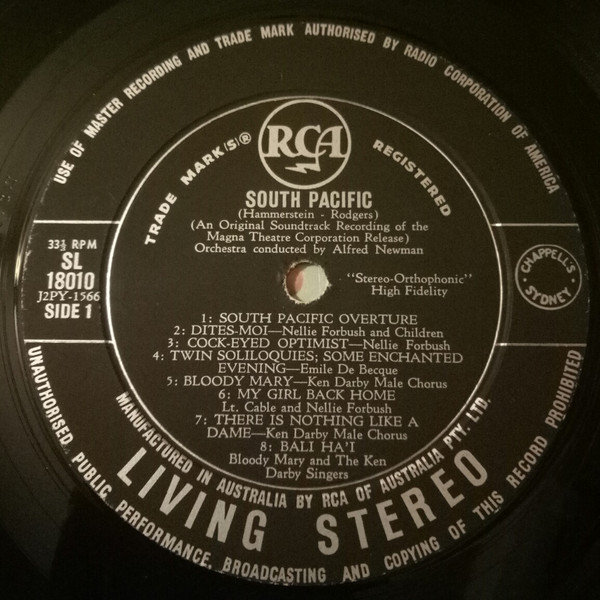 USE OF MASTER RECORDING AND TRADE MARK AUTHORISED BY RADIO CORPORATION OF AMERICA
RCA
TRADE MARK(S)® REGISTERED
SOUTH PACIFIC
(Hammerstein - Rodgers)
(An Original Soundtrack Recording of the
Magna Theatre Corporation Release)
Orchestra conducted by Alfred Newman
33⅓ RPM
SL
18010
J2PY-1566
SIDE 1
"Stereo-Orthophonic"
High Fidelity
CHAPPELL'S
SYDNEY
1: SOUTH PACIFIC OVERTURE
2: DITES-MOI—Nellie Forbush and Children
3: COCK-EYED OPTIMIST—Nellie Forbush
4: TWIN SOLILOQUIES; SOME ENCHANTED
EVENING—Emile De Becque
5: BLOODY MARY—Ken Darby Male Chorus
6: MY GIRL BACK HOME
Lt. Cable and Nellie Forbush
7: THERE IS NOTHING LIKE A
DAME—Ken Darby Male Chorus
8: BALI HA'I
Bloody Mary and The Ken
Darby Singers
MANUFACTURED IN AUSTRALIA BY RCA OF AUSTRALIA PTY. LTD.
LIVING STEREO
UNAUTHORISED PUBLIC PERFORMANCE, BROADCASTING AND COPYING OF THIS RECORD PROHIBITED